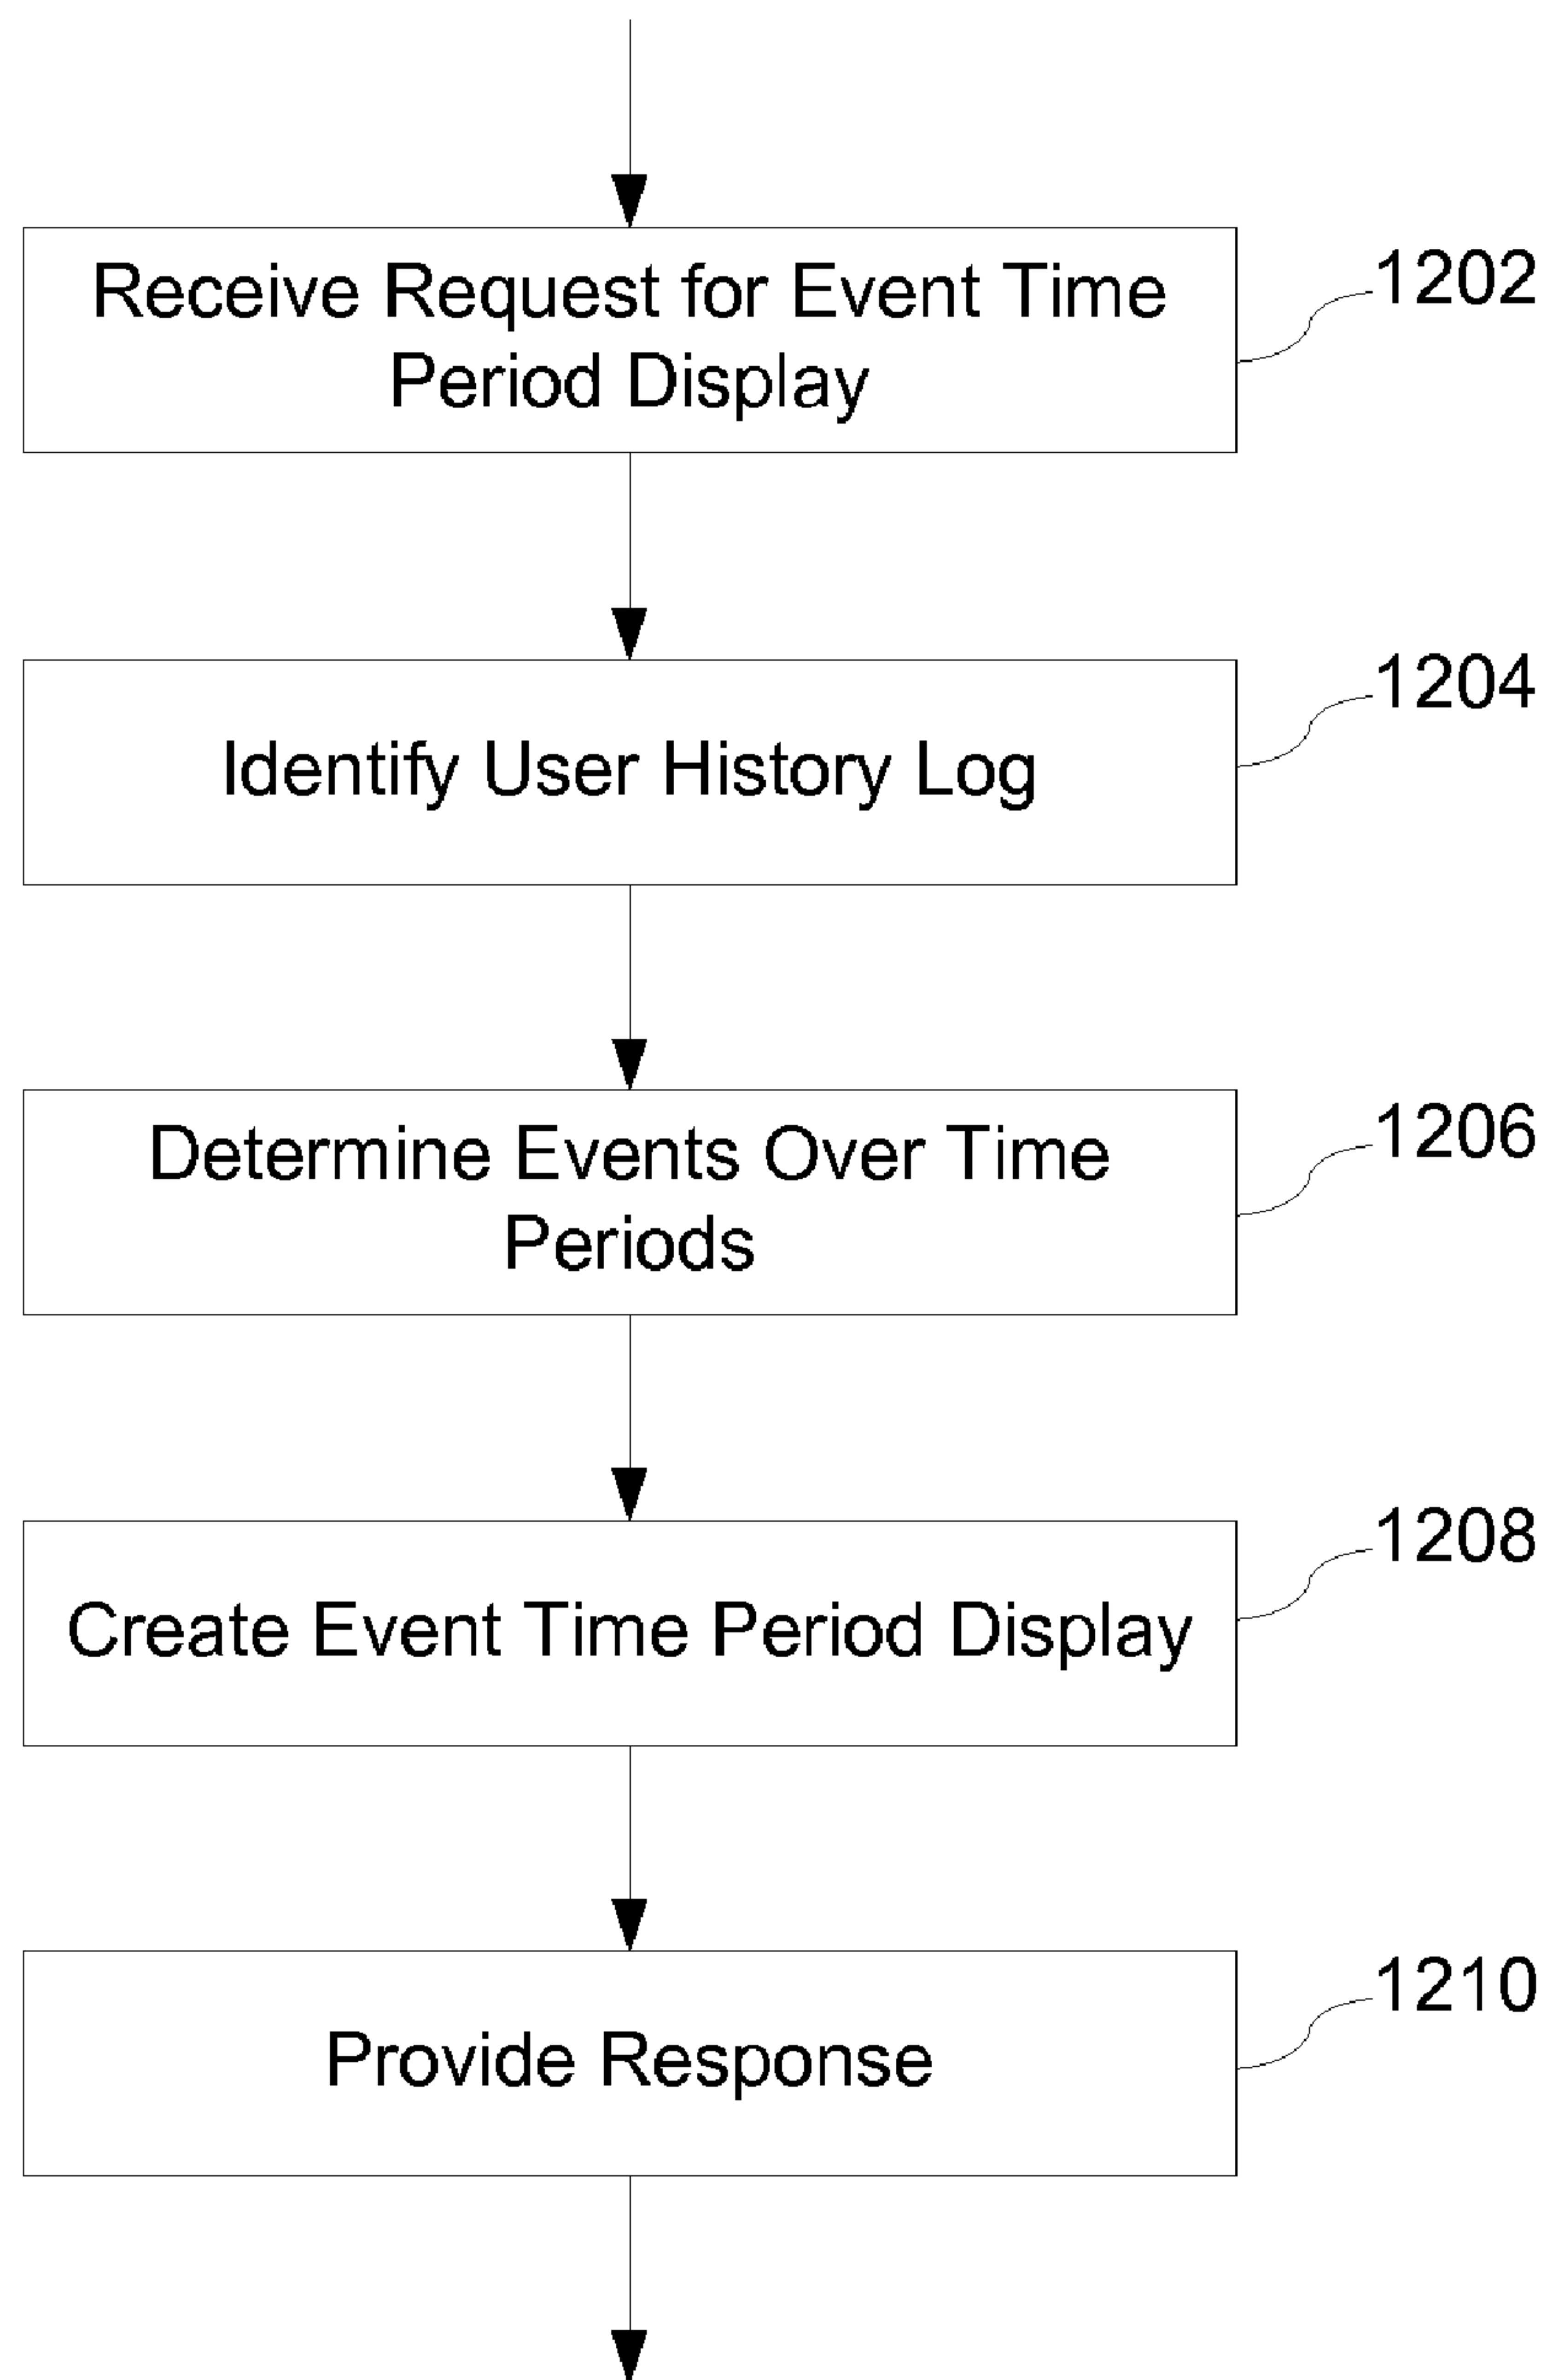 Receive Request for Event Time
Period Display
1202
Identify User History Log
1204
Determine Events Over Time
Periods
1206
Create Event Time Period Display
1208
Provide Response
1210